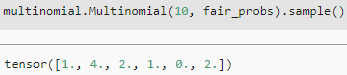 multinomial.Multinomial(10, fair_probs).sample()
tensor([1., 4., 2., 1., 0., 2.])